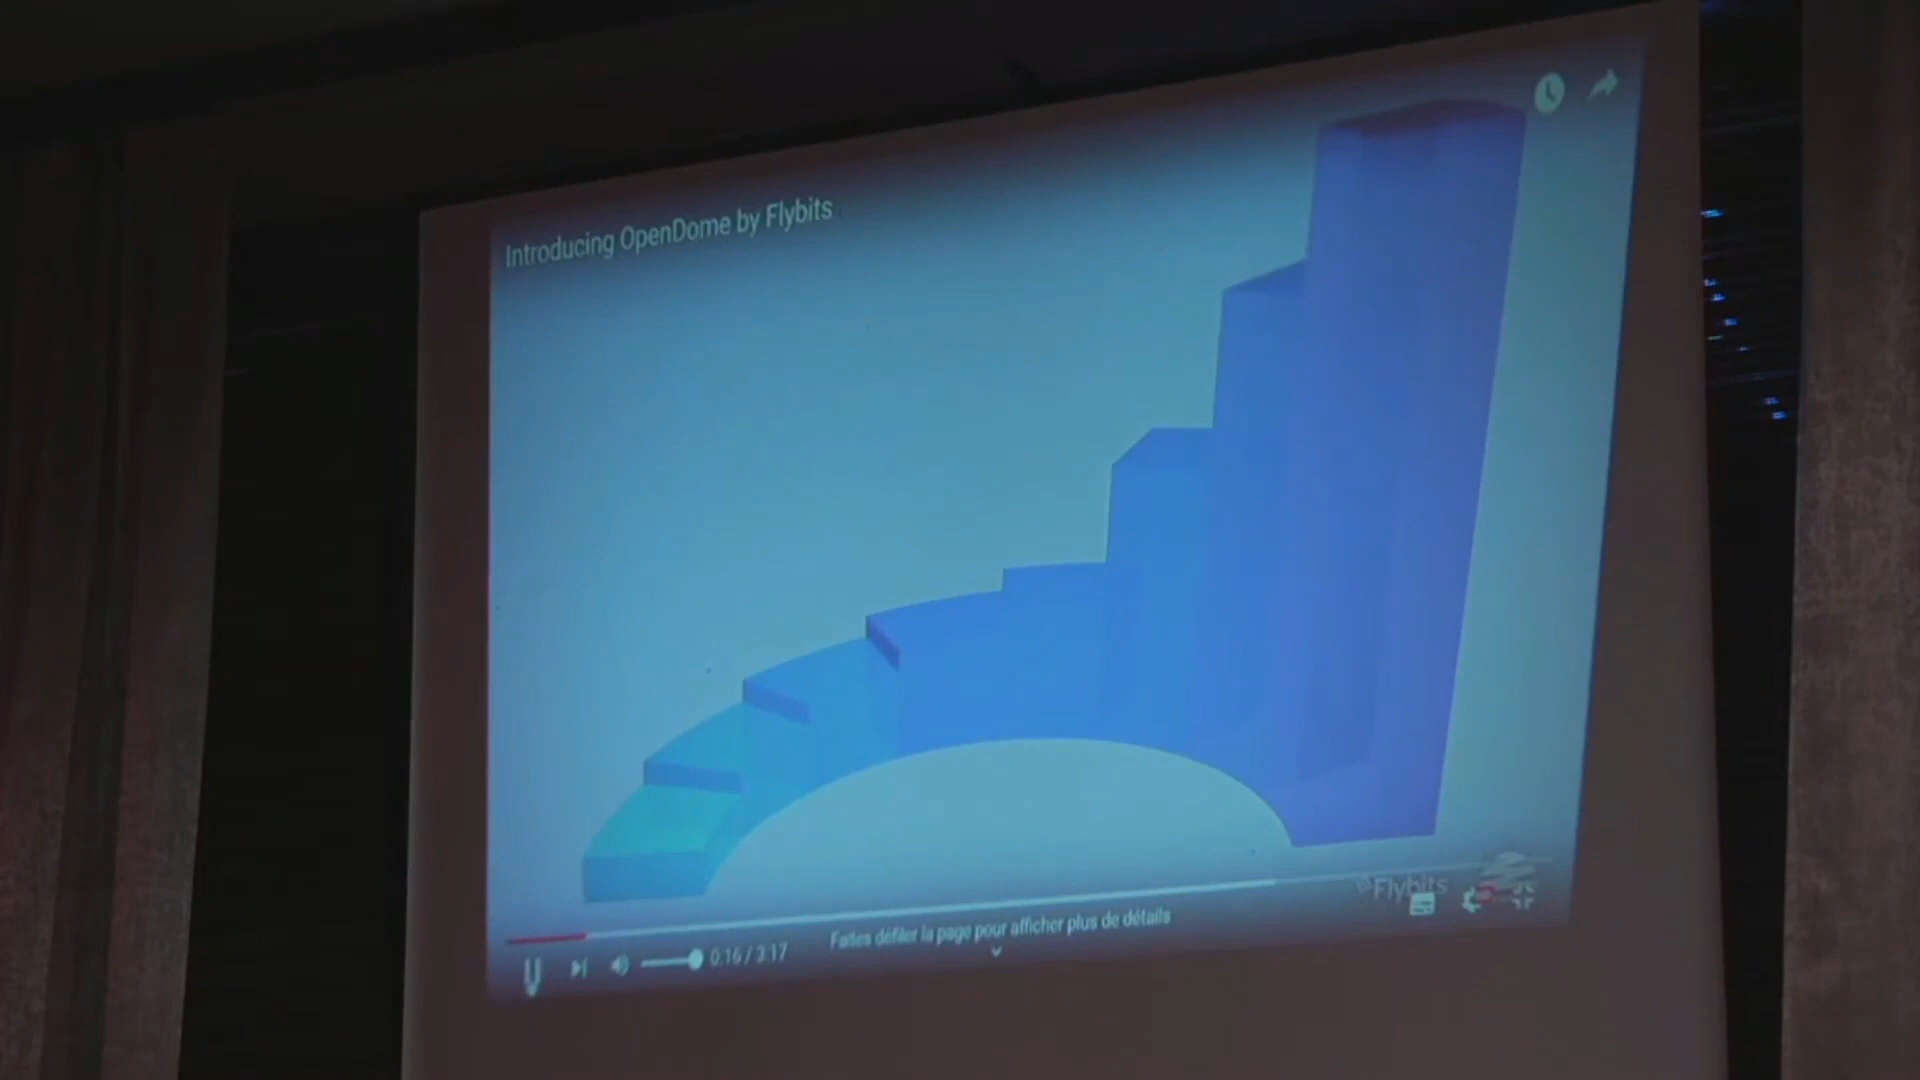 Introducing OpenDome by Flybits
Flybits
0:16 / 3:17
Faites défiler la page pour afficher plus de détails